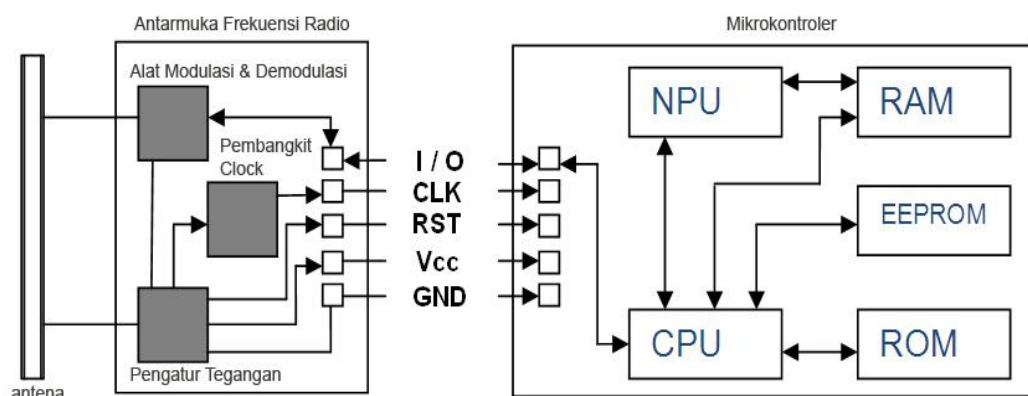 Antarmuka Frekuensi Radio
Mikrokontroler
Alat Modulasi & Demodulasi
NPU
RAM
Pembangkit
Clock
I / O
CLK
RST
Vcc
GND
EEPROM
CPU
ROM
Pengatur Tegangan
antena